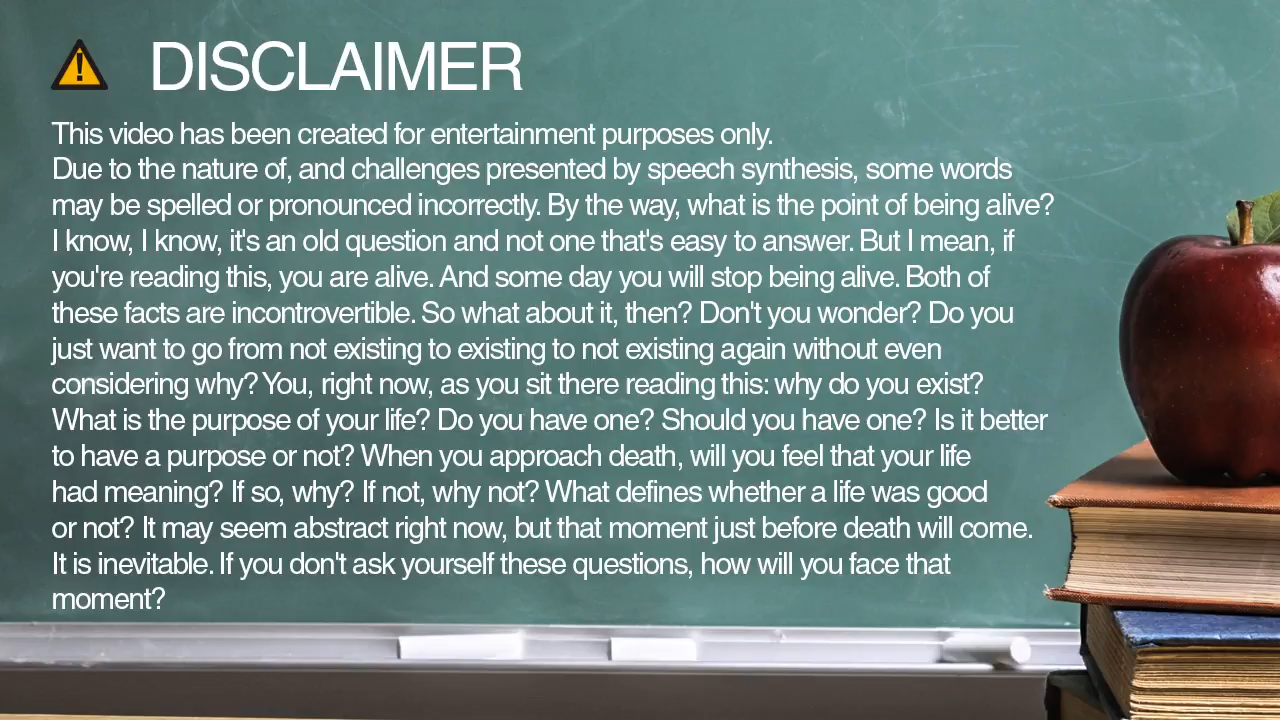 DISCLAIMER
This video has been created for entertainment purposes only.
Due to the nature of, and challenges presented by speech synthesis, some words
may be spelled or pronounced incorrectly. By the way, what is the point of being alive?
I know, I know, it's an old question and not one that's easy to answer. But I mean, if
you're reading this, you are alive. And some day you will stop being alive. Both of
these facts are incontrovertible. So what about it, then? Don't you wonder? Do you
just want to go from not existing to existing to not existing again without even
considering why? You, right now, as you sit there reading this: why do you exist?
What is the purpose of your life? Do you have one? Should you have one? Is it better
to have a purpose or not? When you approach death, will you feel that your life
had meaning? If so, why? If not, why not? What defines whether a life was good
or not? It may seem abstract right now, but that moment just before death will come.
It is inevitable. If you don't ask yourself these questions, how will you face that
moment?